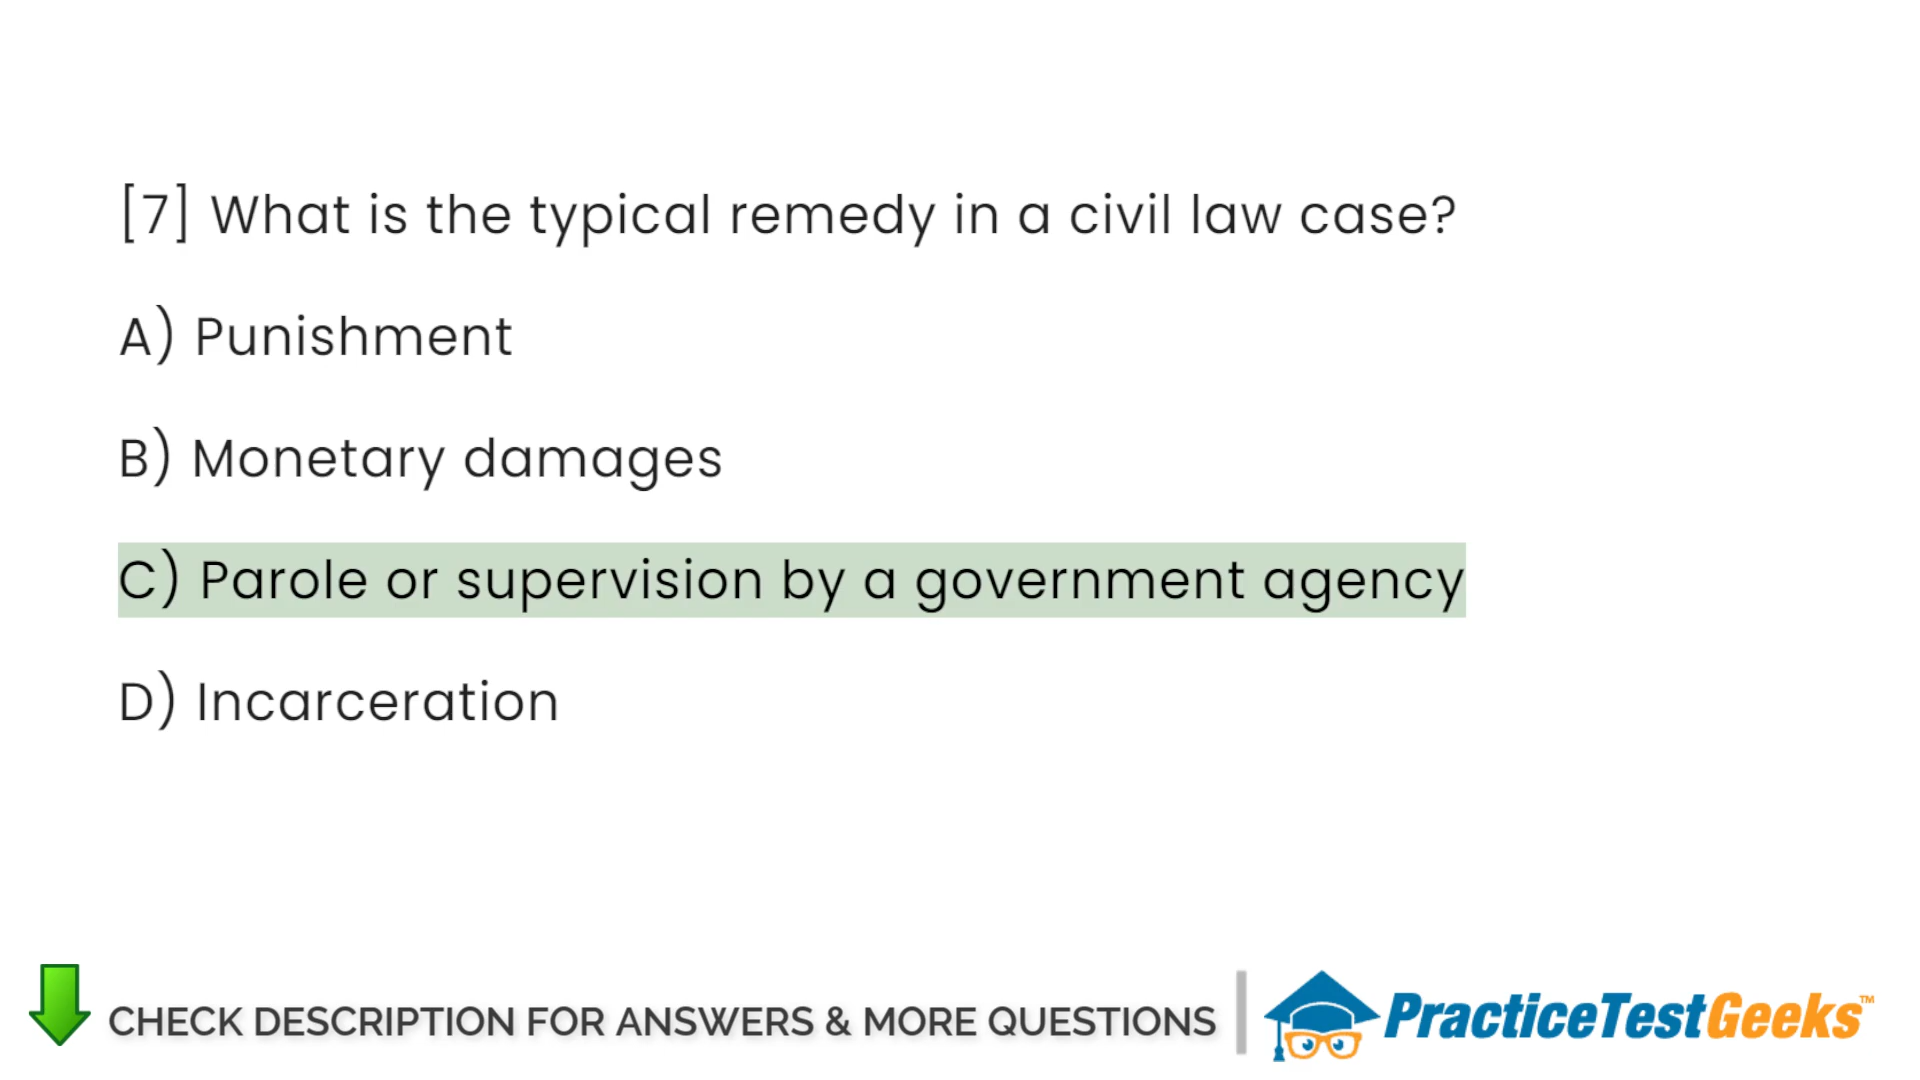 [7] What is the typical remedy in a civil law case?
A) Punishment
B) Monetary damages
C) Parole or supervision by a government agency
D) Incarceration
CHECK DESCRIPTION FOR ANSWERS & MORE QUESTIONS
PracticeTestGeeks™